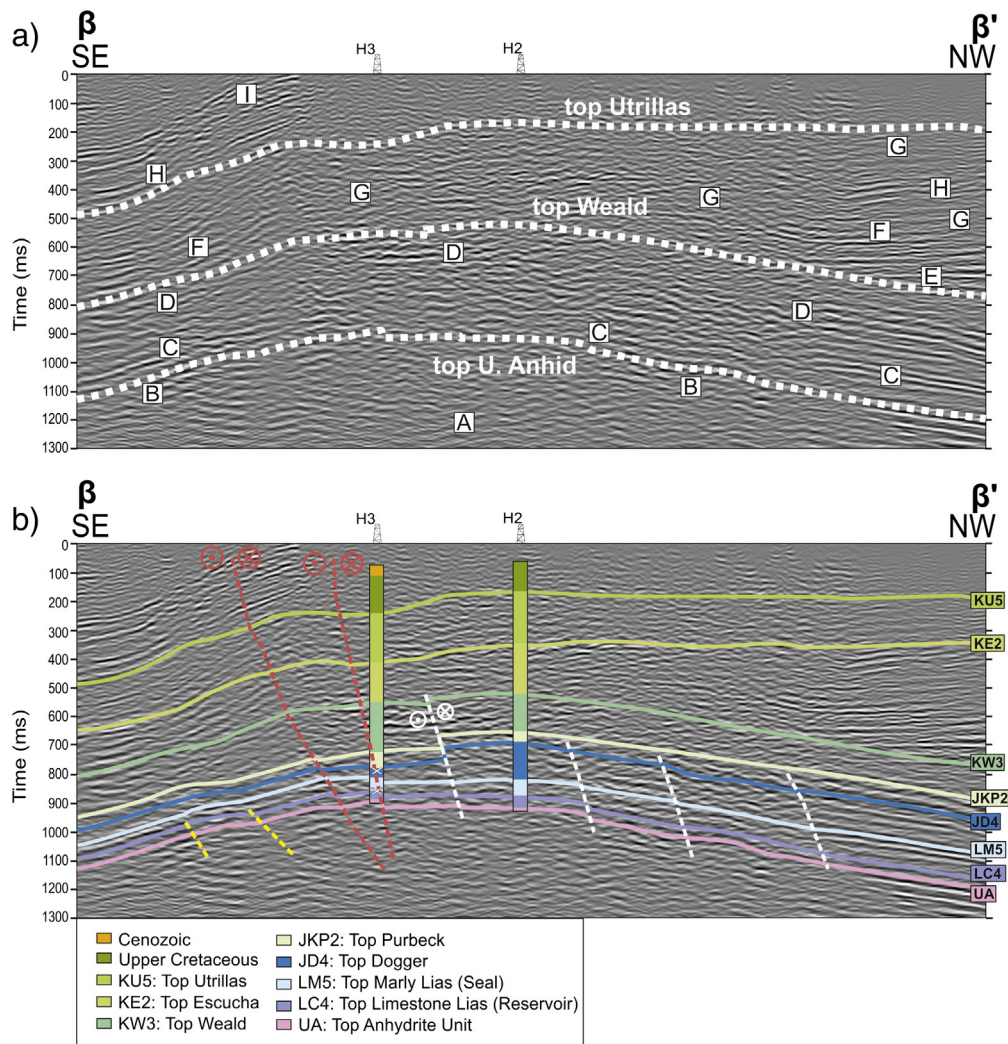 a)
β
β'
SE
NW
H3
H2
Time (ms)
0
100
200
300
400
500
600
700
800
900
1000
1100
1200
1300
I
top Utrillas
G
H
G
G
H
G
top Weald
F
F
D
E
D
D
C
C
top U. Anhid
C
B
B
A
b)
β
β'
SE
NW
H3
H2
Time (ms)
0
100
200
300
400
500
600
700
800
900
1000
1100
1200
1300
KU5
KE2
KW3
JKP2
JD4
LM5
LC4
UA
Cenozoic
Upper Cretaceous
KU5: Top Utrillas
KE2: Top Escucha
KW3: Top Weald
JKP2: Top Purbeck
JD4: Top Dogger
LM5: Top Marly Lias (Seal)
LC4: Top Limestone Lias (Reservoir)
UA: Top Anhydrite Unit